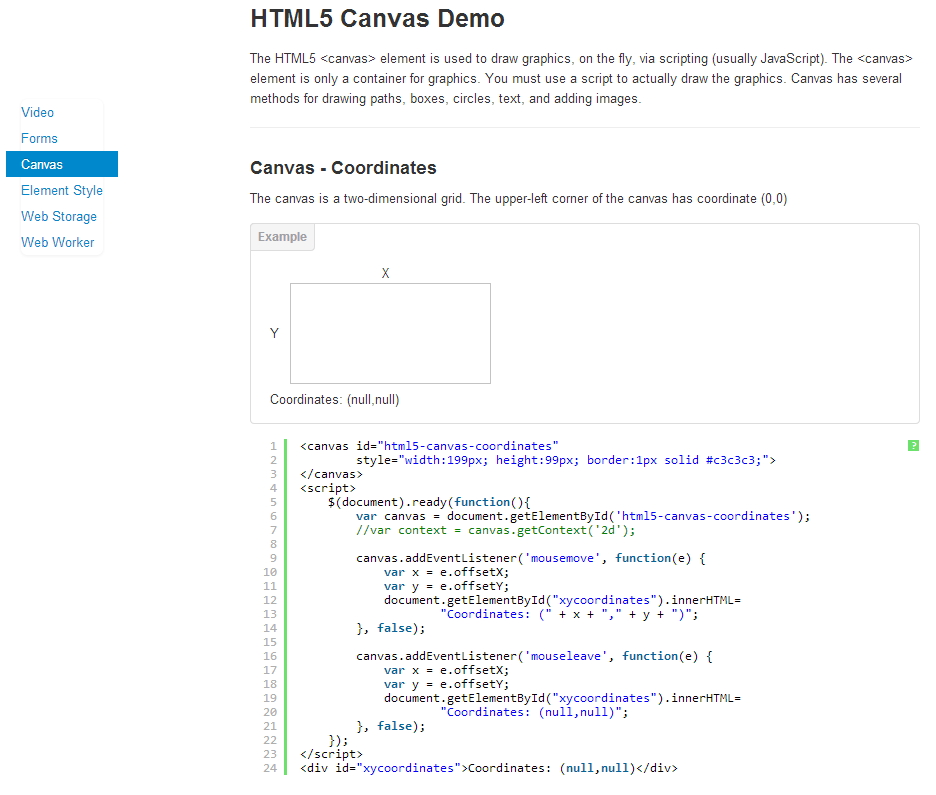 HTML5 Canvas Demo
The HTML5 <canvas> element is used to draw graphics, on the fly, via scripting (usually JavaScript). The <canvas>
element is only a container for graphics. You must use a script to actually draw the graphics. Canvas has several
methods for drawing paths, boxes, circles, text, and adding images.
Video
Forms
Canvas
Element Style
Web Storage
Web Worker
Canvas - Coordinates
The canvas is a two-dimensional grid. The upper-left corner of the canvas has coordinate (0,0)
Example
X
Y
Coordinates: (null,null)
1 <canvas id="html5-canvas-coordinates"
?
2         style="width:199px; height:99px; border:1px solid #c3c3c3;">
3 </canvas>
4 <script>
5     $(document).ready(function(){
6         var canvas = document.getElementById('html5-canvas-coordinates');
7         //var context = canvas.getContext('2d');
8
9         canvas.addEventListener('mousemove', function(e) {
10             var x = e.offsetX;
11             var y = e.offsetY;
12             document.getElementById("xycoordinates").innerHTML=
13                     "Coordinates: (" + x + "," + y + ")";
14         }, false);
15
16         canvas.addEventListener('mouseleave', function(e) {
17             var x = e.offsetX;
18             var y = e.offsetY;
19             document.getElementById("xycoordinates").innerHTML=
20                     "Coordinates: (null,null)";
21         }, false);
22     });
23 </script>
24 <div id="xycoordinates">Coordinates: (null,null)</div>